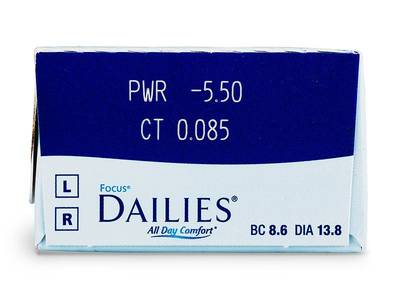 PWR -5.50
CT 0.085
L
R
Focus®
DAILIES®
All Day Comfort*
BC 8.6 DIA 13.8